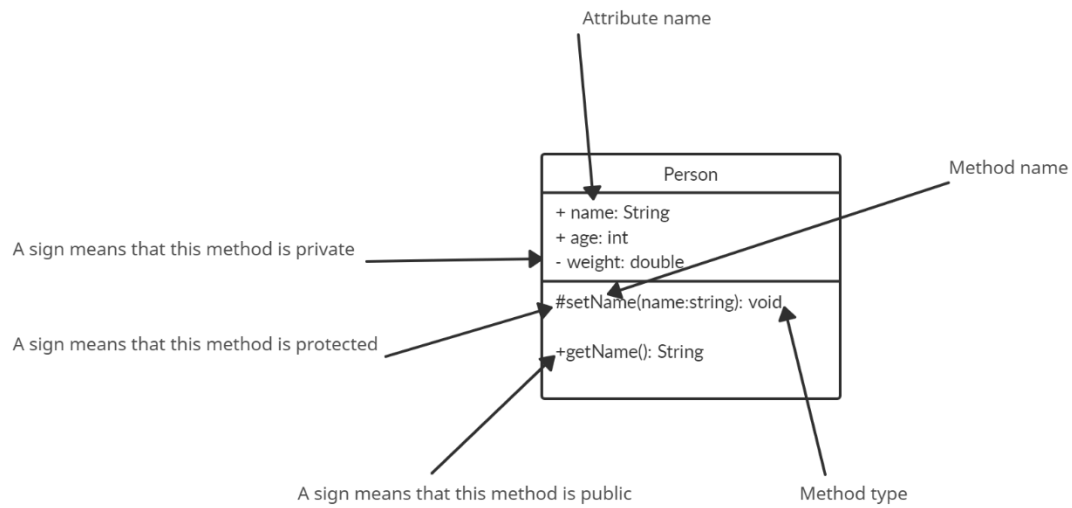 Attribute name
Method name
Person
+ name: String
+ age: int
- weight: double
A sign means that this method is private
#setName(name:string): void
A sign means that this method is protected
+getName(): String
A sign means that this method is public
Method type